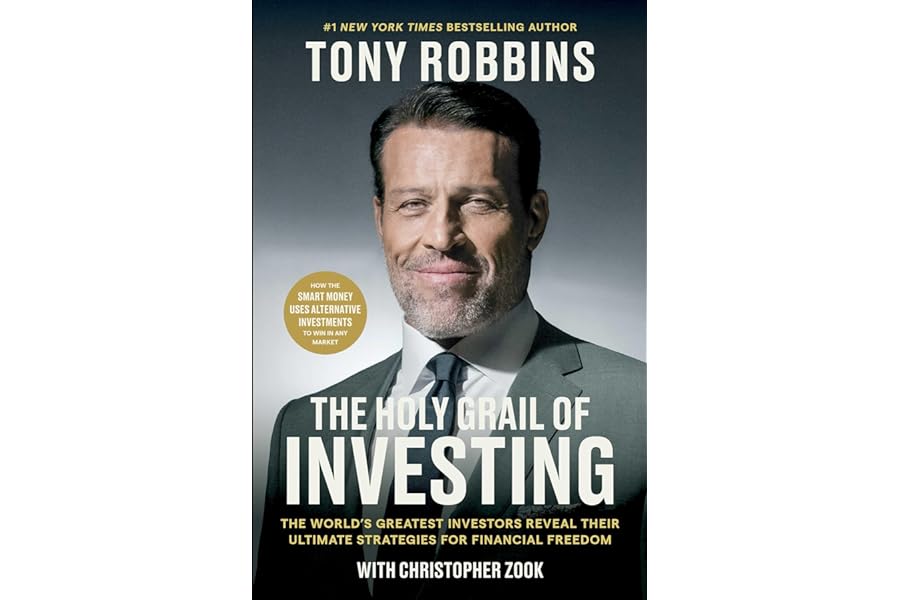 #1 NEW YORK TIMES BESTSELLING AUTHOR
TONY ROBBINS
HOW THE
SMART MONEY
USES ALTERNATIVE
INVESTMENTS
TO WIN IN ANY
MARKET
THE HOLY GRAIL OF
INVESTING
THE WORLD'S GREATEST INVESTORS REVEAL THEIR
ULTIMATE STRATEGIES FOR FINANCIAL FREEDOM
WITH CHRISTOPHER ZOOK